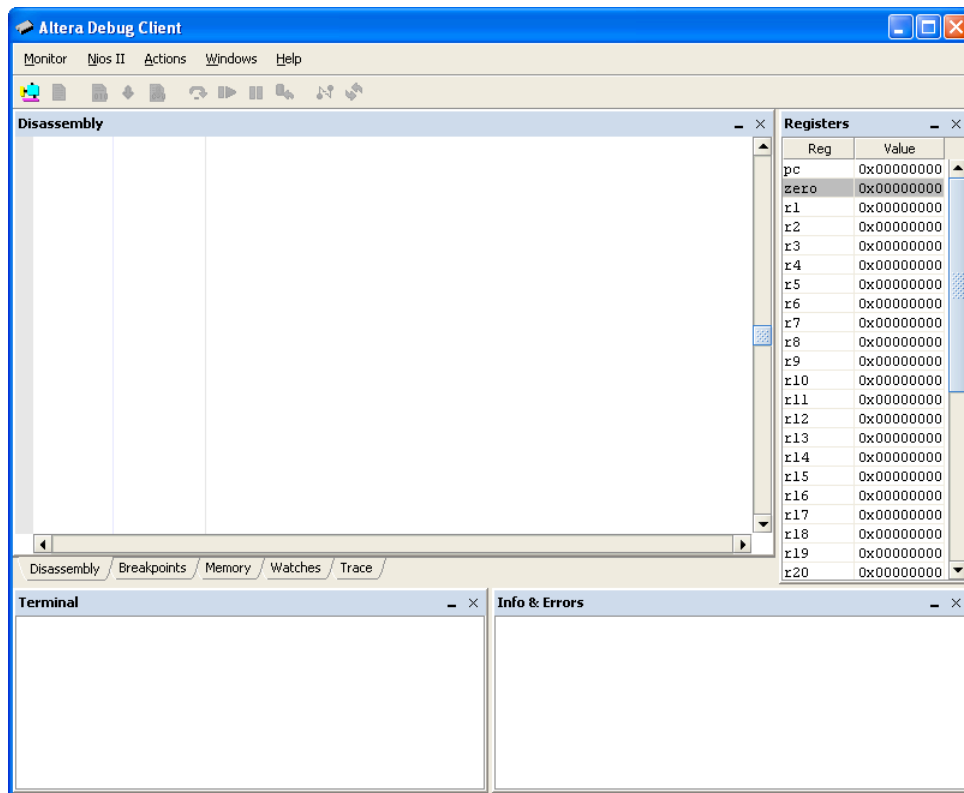 Altera Debug Client
Monitor Nios II Actions Windows Help
Disassembly
Registers
Reg Value
pc 0x00000000
zero 0x00000000
r1 0x00000000
r2 0x00000000
r3 0x00000000
r4 0x00000000
r5 0x00000000
r6 0x00000000
r7 0x00000000
r8 0x00000000
r9 0x00000000
r10 0x00000000
r11 0x00000000
r12 0x00000000
r13 0x00000000
r14 0x00000000
r15 0x00000000
r16 0x00000000
r17 0x00000000
r18 0x00000000
r19 0x00000000
r20 0x00000000
Disassembly Breakpoints Memory Watches Trace
Terminal
Info & Errors